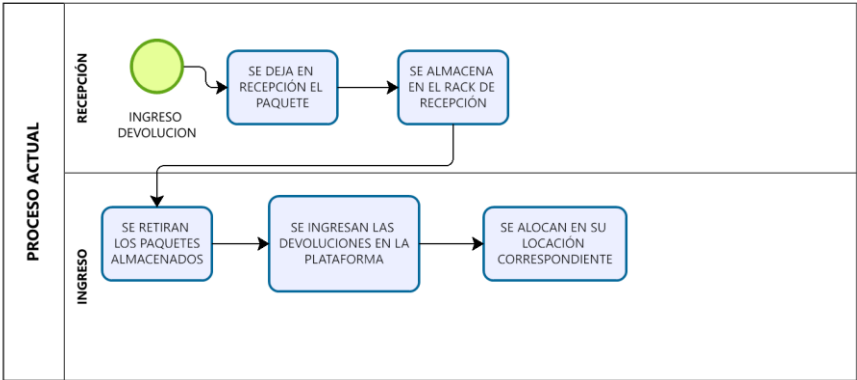 PROCESO ACTUAL
RECEPCIÓN
INGRESO
DEVOLUCION
SE DEJA EN
RECEPCIÓN EL
PAQUETE
SE ALMACENA
EN EL RACK DE
RECEPCIÓN
INGRESO
SE RETIRAN
LOS PAQUETES
ALMACENADOS
SE INGRESAN LAS
DEVOLUCIONES EN LA
PLATAFORMA
SE ALOCAN EN SU
LOCACIÓN
CORRESPONDIENTE